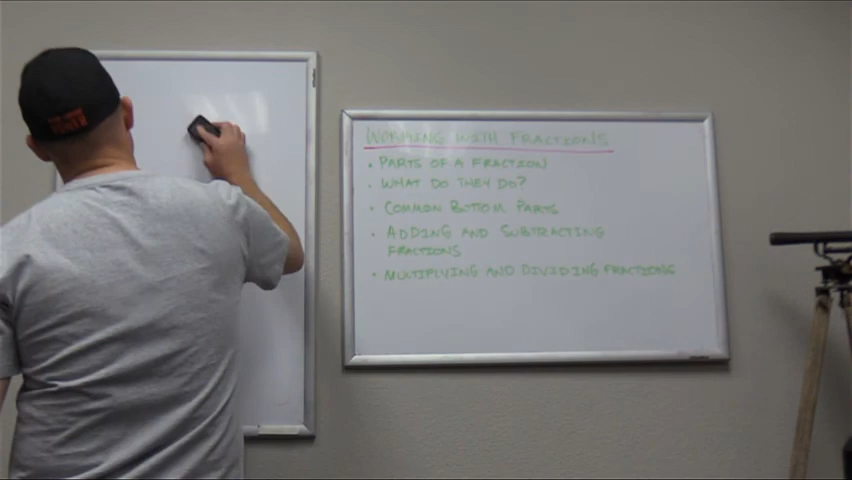 WORKING WITH FRACTIONS
• PARTS OF A FRACTION
• WHAT DO THEY DO?
• COMMON BOTTOM PARTS
• ADDING AND SUBTRACTING
FRACTIONS
• MULTIPLYING AND DIVIDING FRACTIONS